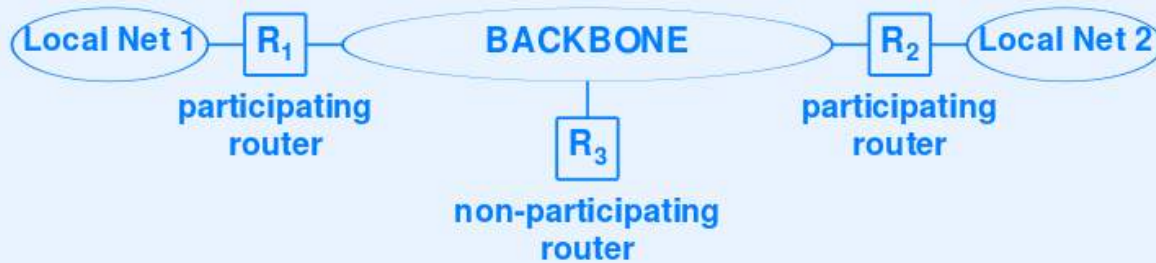 Local Net 1 R₁ BACKBONE R₂ Local Net 2
participating participating
router router
R₃
non-participating
router